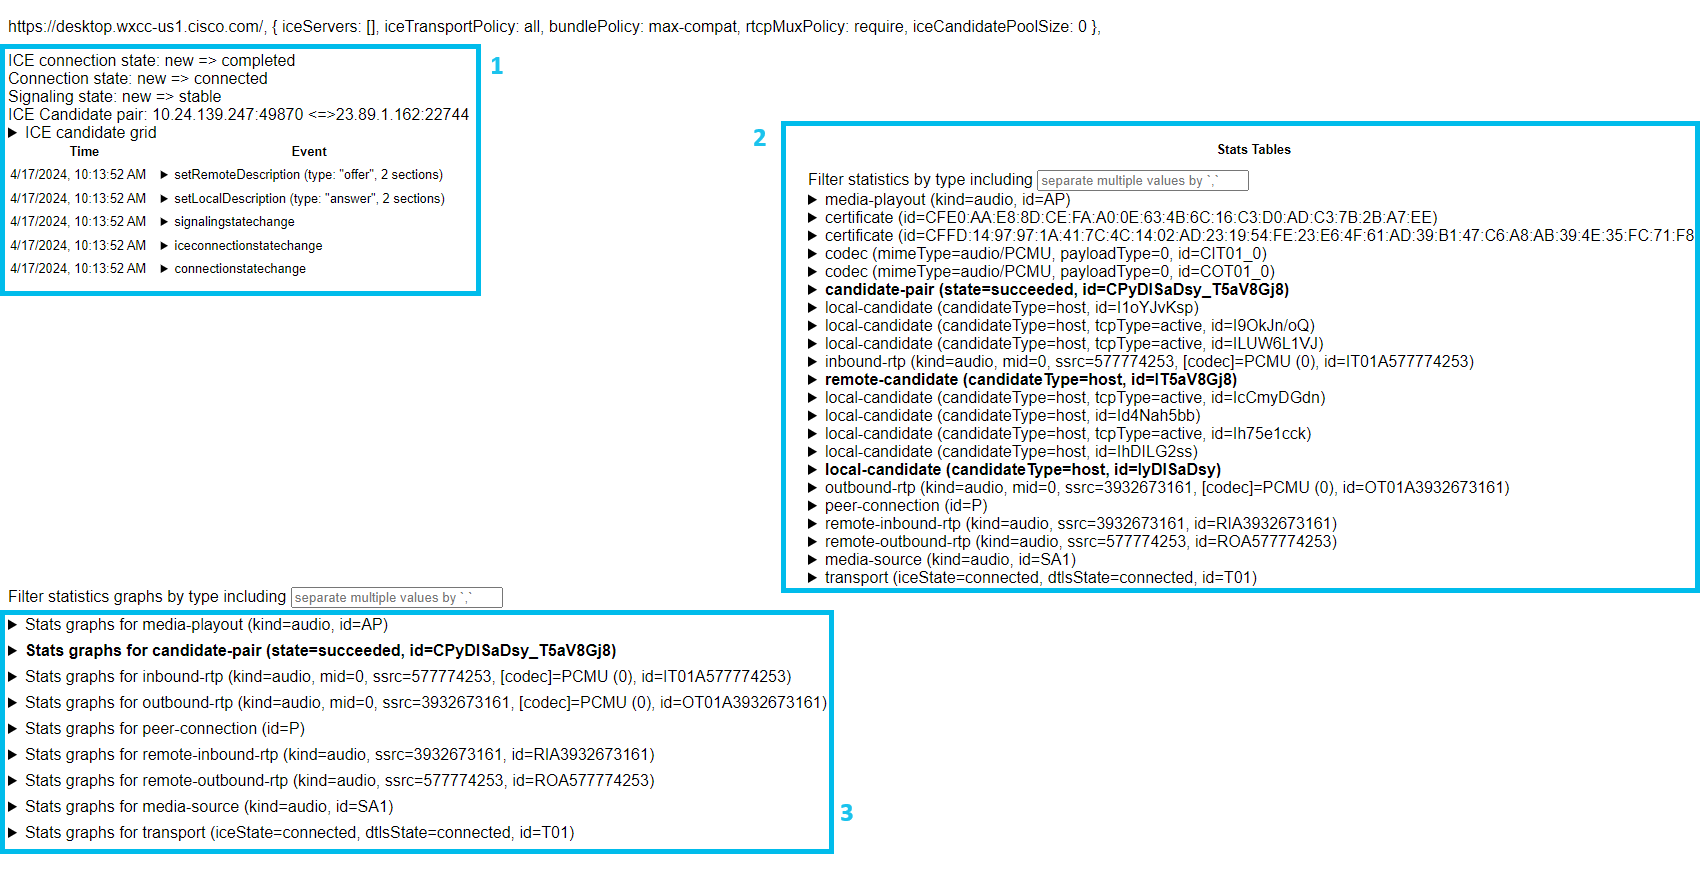 https://desktop.wxcc-us1.cisco.com/, { iceServers: [], iceTransportPolicy: all, bundlePolicy: max-compat, rtcpMuxPolicy: require, iceCandidatePoolSize: 0 },
1
ICE connection state: new => completed
Connection state: new => connected
Signaling state: new => stable
ICE Candidate pair: 10.24.139.247:49870 <=>23.89.1.162:22744
ICE candidate grid
Time Event
4/17/2024, 10:13:52 AM setRemoteDescription (type: "offer", 2 sections)
4/17/2024, 10:13:52 AM setLocalDescription (type: "answer", 2 sections)
4/17/2024, 10:13:52 AM signalingstatechange
4/17/2024, 10:13:52 AM iceconnectionstatechange
4/17/2024, 10:13:52 AM connectionstatechange
2
Stats Tables
Filter statistics by type including separate multiple values by `,`
media-playout (kind=audio, id=AP)
certificate (id=CFE0:AA:E8:8D:CE:FA:A0:0E:63:4B:6C:16:C3:D0:AD:C3:7B:2B:A7:EE)
certificate (id=CFFD:14:97:97:1A:41:7C:4C:14:02:AD:23:19:54:FE:23:E6:4F:61:AD:39:B1:47:C6:A8:AB:39:4E:35:FC:71:F8
codec (mimeType=audio/PCMU, payloadType=0, id=CIT01_0)
codec (mimeType=audio/PCMU, payloadType=0, id=COT01_0)
candidate-pair (state=succeeded, id=CPyDISaDsy_T5aV8Gj8)
local-candidate (candidateType=host, id=I1oYJvKsp)
local-candidate (candidateType=host, tcpType=active, id=I9OkJn/oQ)
local-candidate (candidateType=host, tcpType=active, id=ILUW6L1VJ)
inbound-rtp (kind=audio, mid=0, ssrc=577774253, [codec]=PCMU (0), id=IT01A577774253)
remote-candidate (candidateType=host, id=IT5aV8Gj8)
local-candidate (candidateType=host, tcpType=active, id=IcCmyDGdn)
local-candidate (candidateType=host, id=Id4Nah5bb)
local-candidate (candidateType=host, tcpType=active, id=Ih75e1cck)
local-candidate (candidateType=host, id=IhDILG2ss)
local-candidate (candidateType=host, id=IyDISaDsy)
outbound-rtp (kind=audio, mid=0, ssrc=3932673161, [codec]=PCMU (0), id=OT01A3932673161)
peer-connection (id=P)
remote-inbound-rtp (kind=audio, ssrc=3932673161, id=RIA3932673161)
remote-outbound-rtp (kind=audio, ssrc=577774253, id=ROA577774253)
media-source (kind=audio, id=SA1)
transport (iceState=connected, dtlsState=connected, id=T01)
Filter statistics graphs by type including separate multiple values by `,`
Stats graphs for media-playout (kind=audio, id=AP)
Stats graphs for candidate-pair (state=succeeded, id=CPyDISaDsy_T5aV8Gj8)
Stats graphs for inbound-rtp (kind=audio, mid=0, ssrc=577774253, [codec]=PCMU (0), id=IT01A577774253)
Stats graphs for outbound-rtp (kind=audio, mid=0, ssrc=3932673161, [codec]=PCMU (0), id=OT01A3932673161)
Stats graphs for peer-connection (id=P)
Stats graphs for remote-inbound-rtp (kind=audio, ssrc=3932673161, id=RIA3932673161)
Stats graphs for remote-outbound-rtp (kind=audio, ssrc=577774253, id=ROA577774253)
Stats graphs for media-source (kind=audio, id=SA1)
Stats graphs for transport (iceState=connected, dtlsState=connected, id=T01)
3